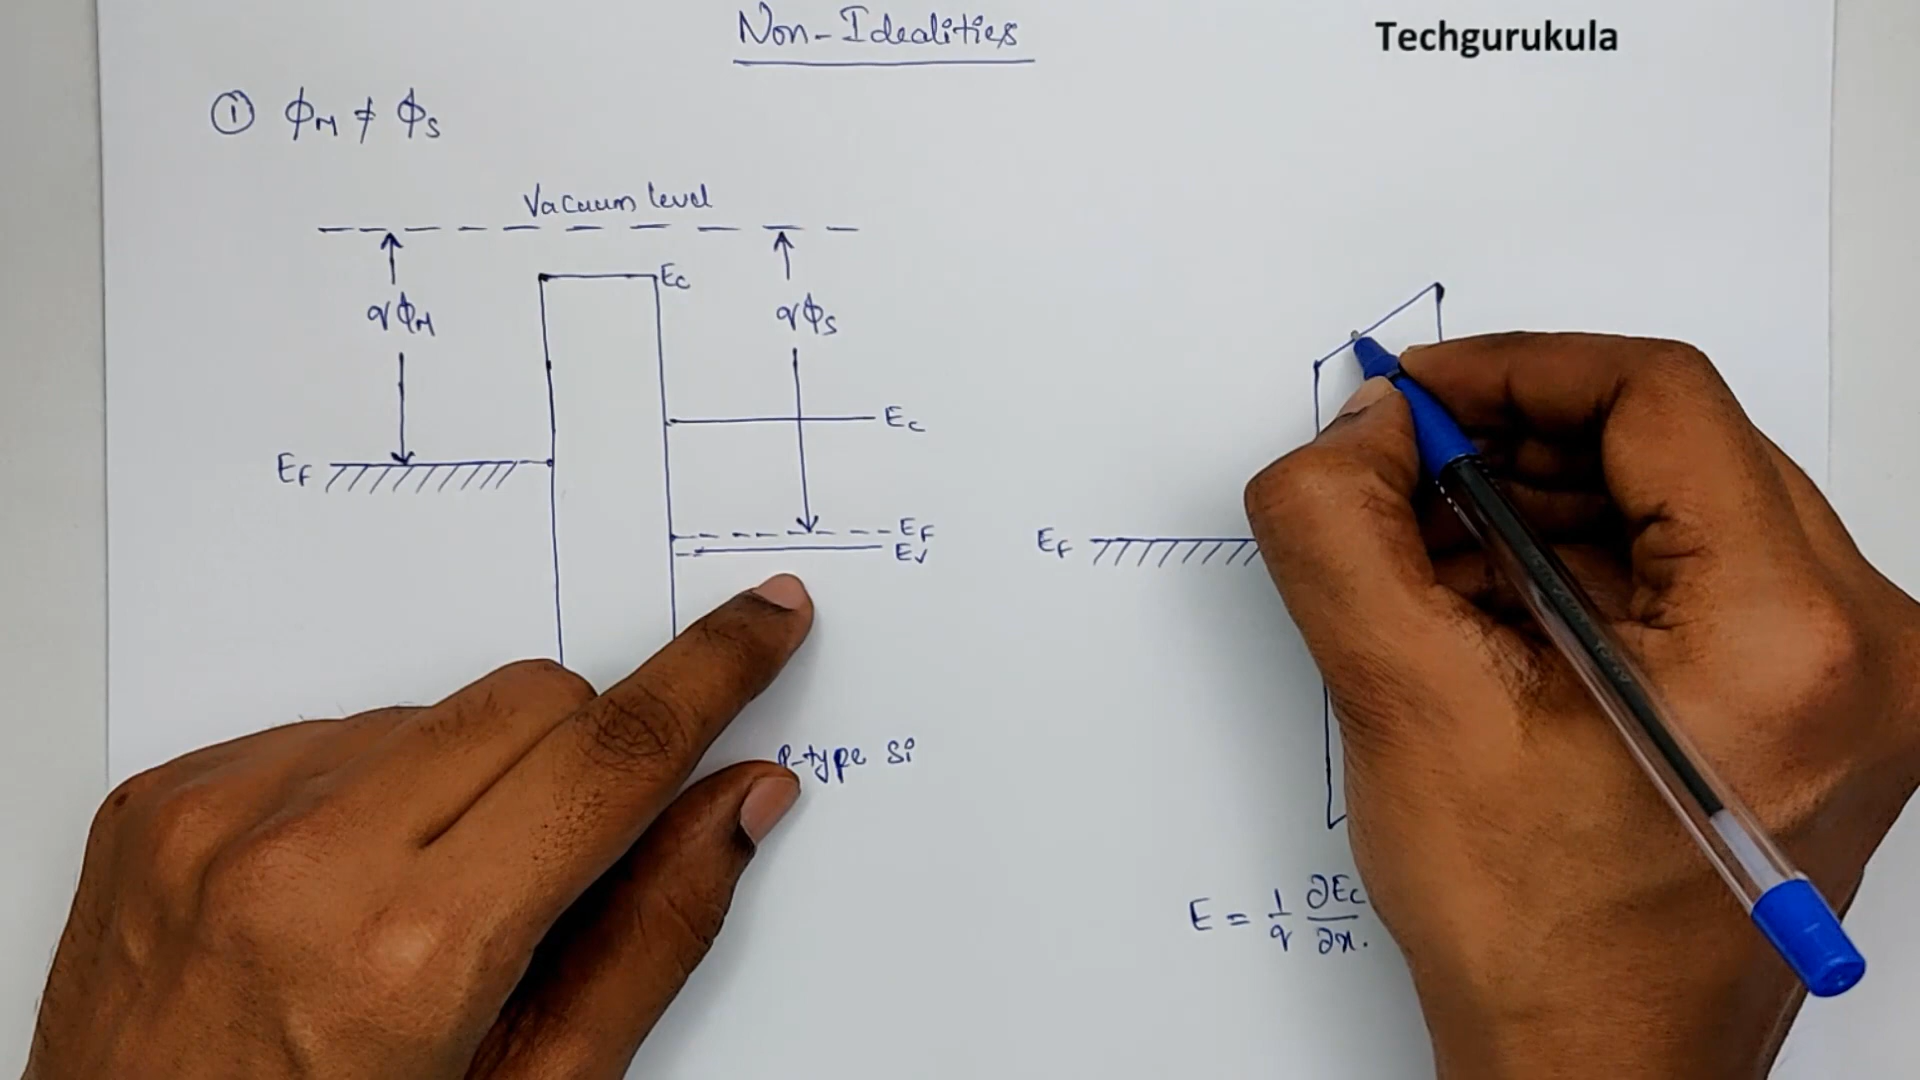 Non-Idealities
Techgurukula
① ϕM ≠ ϕS
Vacuum level
Ec
qϕM
qϕS
Ec
EF
EF
Ev
EF
P-type Si
E = 1/q ∂Ec/∂x.